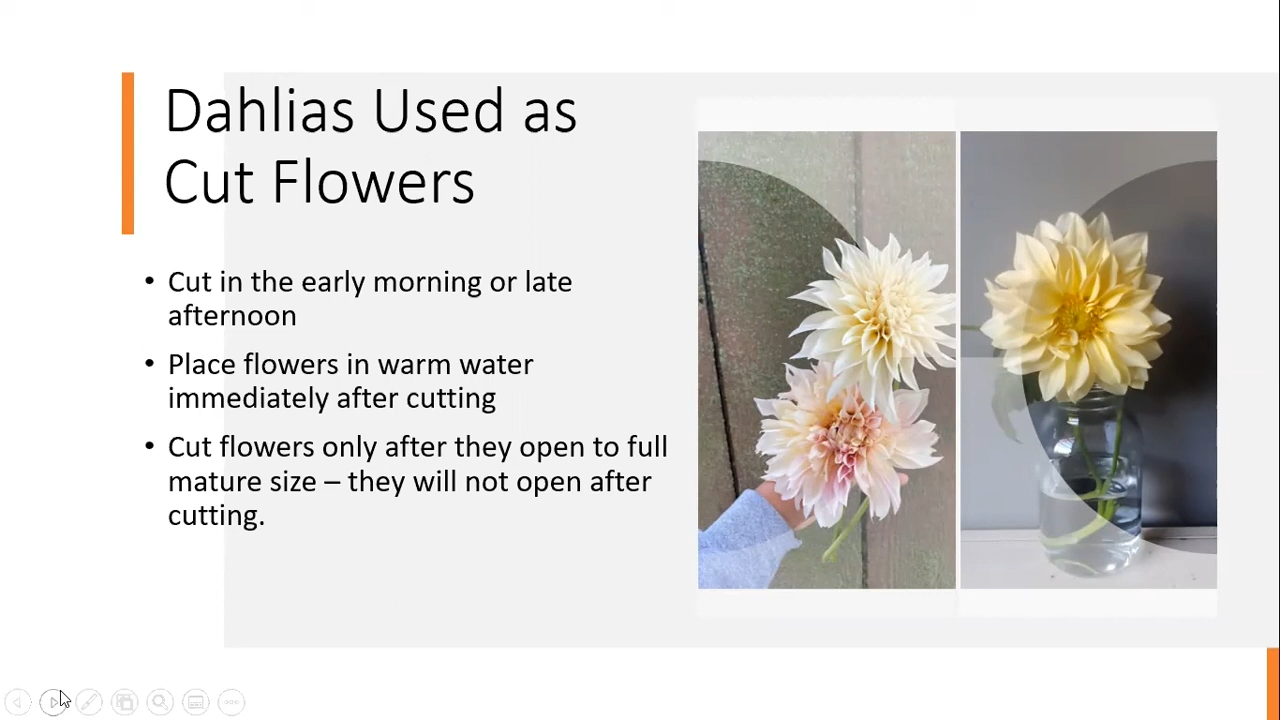 Dahlias Used as
Cut Flowers
• Cut in the early morning or late
afternoon
• Place flowers in warm water
immediately after cutting
• Cut flowers only after they open to full
mature size – they will not open after
cutting.